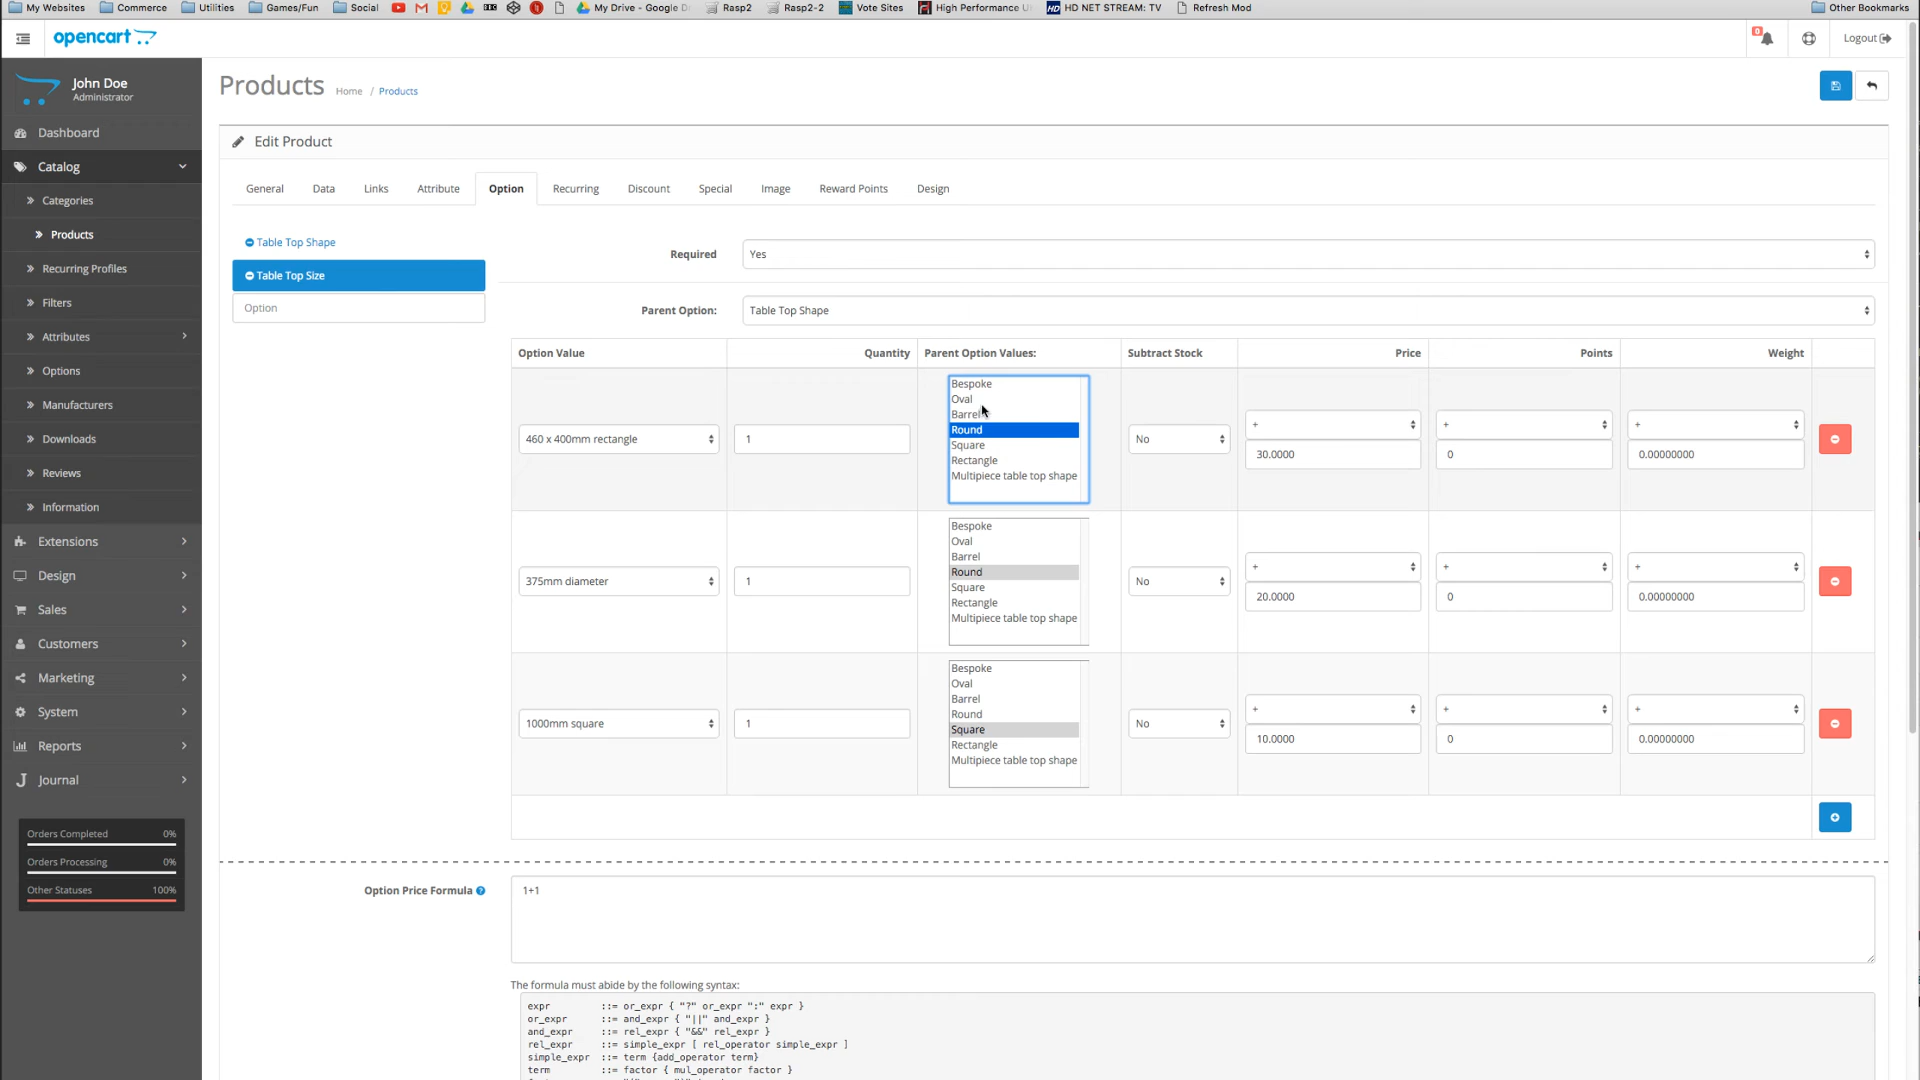 My Websites Commerce Utilities Games/Fun Social My Drive - Google D Rasp2 Rasp2-2 Vote Sites High Performance U HD NET STREAM: TV Refresh Mod Other Bookmarks
opencart
0
Logout
John Doe
Administrator
Products Home / Products
Edit Product
Dashboard
Catalog
Categories
Products
Recurring Profiles
Filters
Attributes
Options
Manufacturers
Downloads
Reviews
Information
Extensions
Design
Sales
Customers
Marketing
System
Reports
Journal
Orders Completed 0%
Orders Processing 0%
Other Statuses 100%
General Data Links Attribute Option Recurring Discount Special Image Reward Points Design
Table Top Shape
Table Top Size
Option
Required Yes
Parent Option: Table Top Shape
Option Value Quantity Parent Option Values: Subtract Stock Price Points Weight
Bespoke
Oval
Barrel
Round
Square
Rectangle
Multipiece table top shape
460 x 400mm rectangle 1 No
+ + +
30.0000 0 0.00000000
Bespoke
Oval
Barrel
Round
Square
Rectangle
Multipiece table top shape
375mm diameter 1 No
+ + +
20.0000 0 0.00000000
Bespoke
Oval
Barrel
Round
Square
Rectangle
Multipiece table top shape
1000mm square 1 No
+ + +
10.0000 0 0.00000000
Option Price Formula 1+1
The formula must abide by the following syntax:
expr ::= or_expr { "?" or_expr ":" expr }
or_expr ::= and_expr { "||" and_expr }
and_expr ::= rel_expr { "&&" rel_expr }
rel_expr ::= simple_expr [ rel_operator simple_expr ]
simple_expr ::= term {add_operator term}
term ::= factor { mul_operator factor }